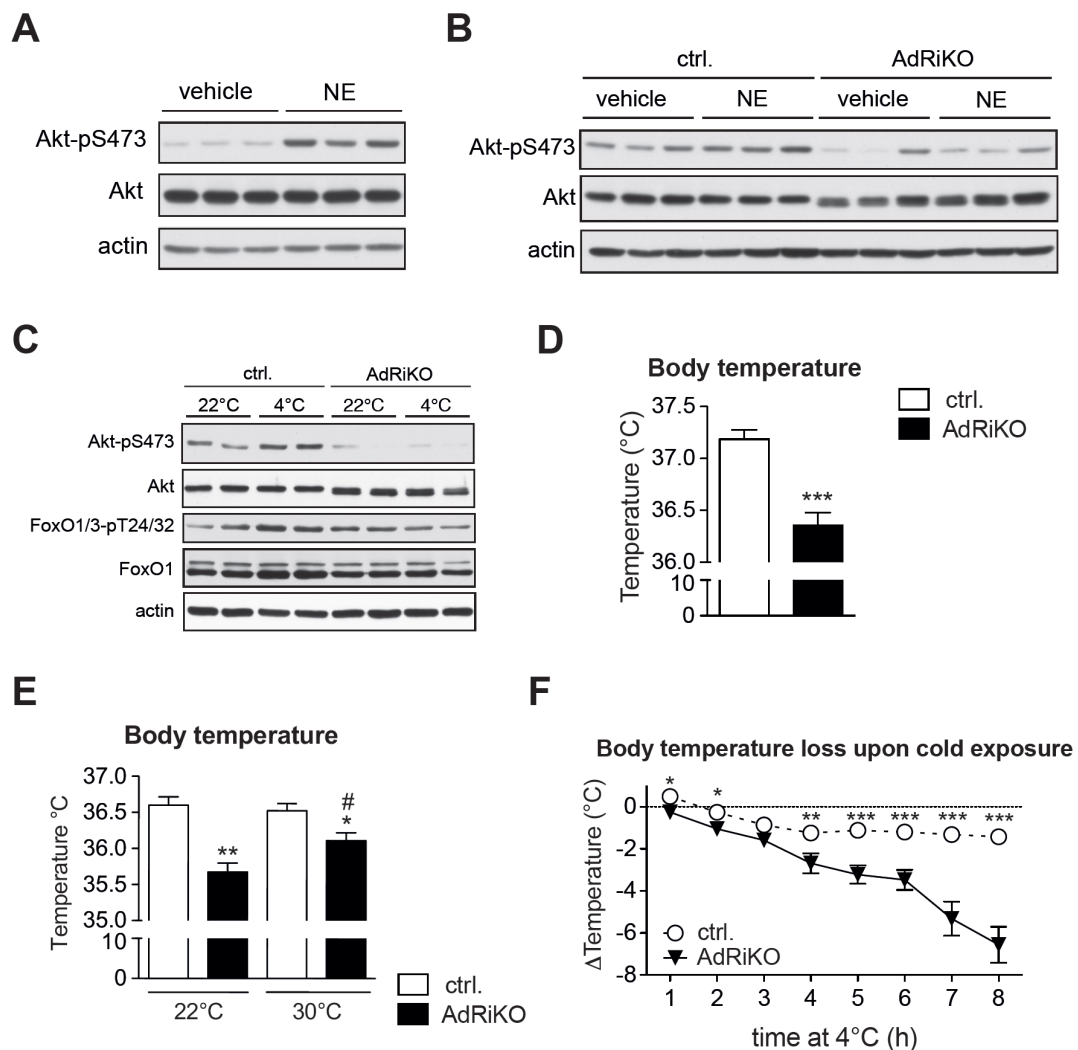 A
vehicle NE
Akt-pS473
Akt
actin
B
ctrl. AdRiKO
vehicle NE vehicle NE
Akt-pS473
Akt
actin
C
ctrl. AdRiKO
22°C 4°C 22°C 4°C
Akt-pS473
Akt
FoxO1/3-pT24/32
FoxO1
actin
D
Body temperature
Temperature (°C)
37.5
37.0
36.5
36.0
10
0
***
ctrl.
AdRiKO
E
Body temperature
Temperature °C
37.0
36.5
36.0
35.5
35.0
10
0
**
#
*
22°C 30°C
ctrl.
AdRiKO
F
Body temperature loss upon cold exposure
ΔTemperature (°C)
0
-2
-4
-6
-8
* * ** *** *** *** ***
ctrl.
AdRiKO
1 2 3 4 5 6 7 8
time at 4°C (h)